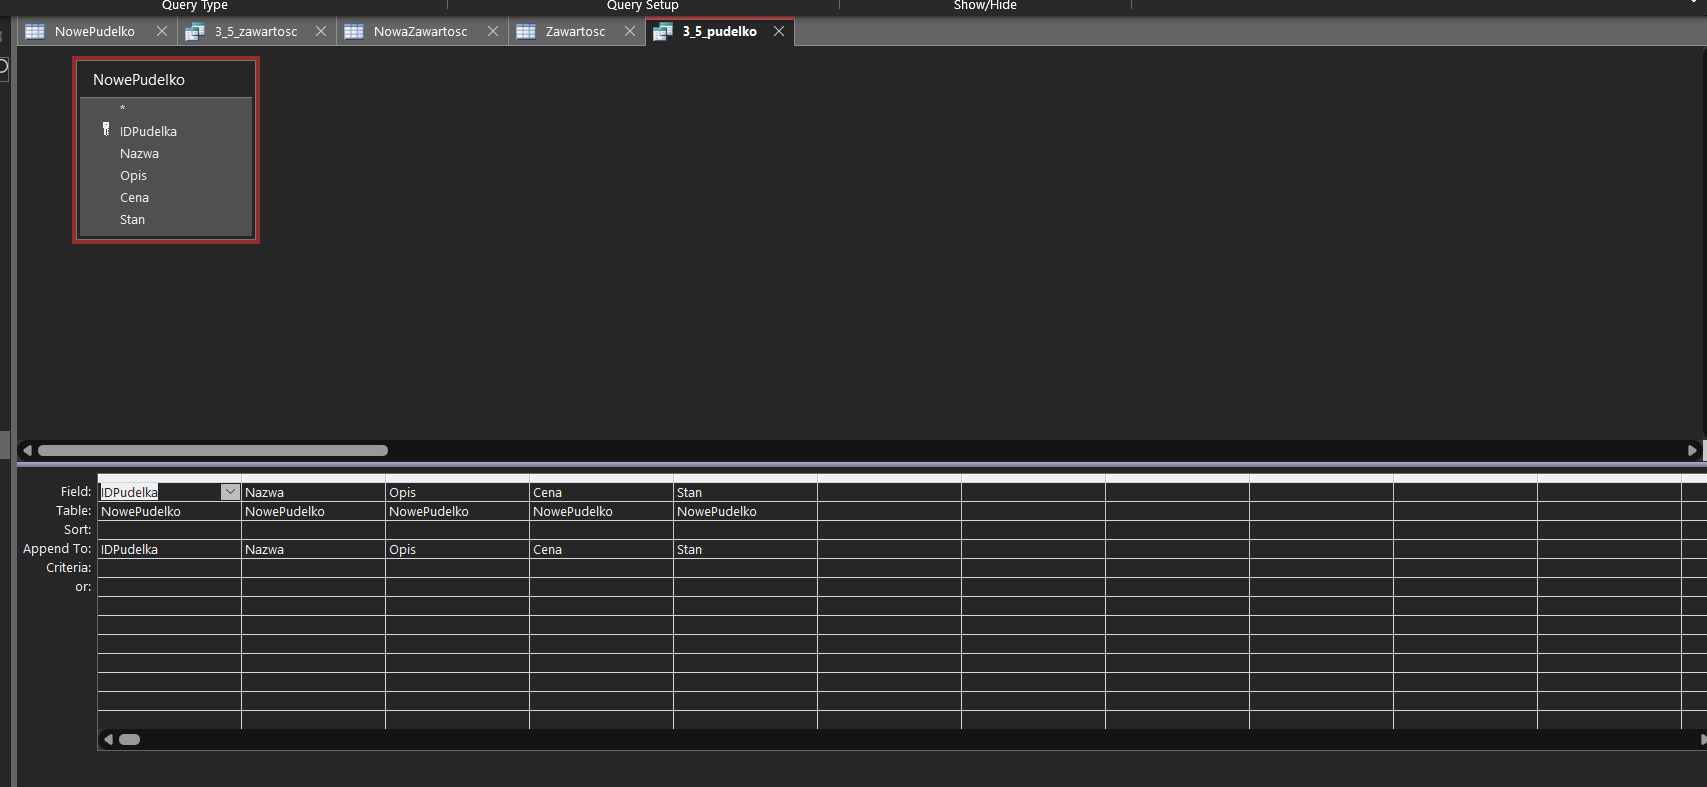 Query Type Query Setup Show/Hide
NowePudelko 3_5_zawartosc NowaZawartosc Zawartosc 3_5_pudelko
NowePudelko
*
IDPudelka
Nazwa
Opis
Cena
Stan
Field: IDPudelka Nazwa Opis Cena Stan
Table: NowePudelko NowePudelko NowePudelko NowePudelko NowePudelko
Sort:
Append To: IDPudelka Nazwa Opis Cena Stan
Criteria:
or: